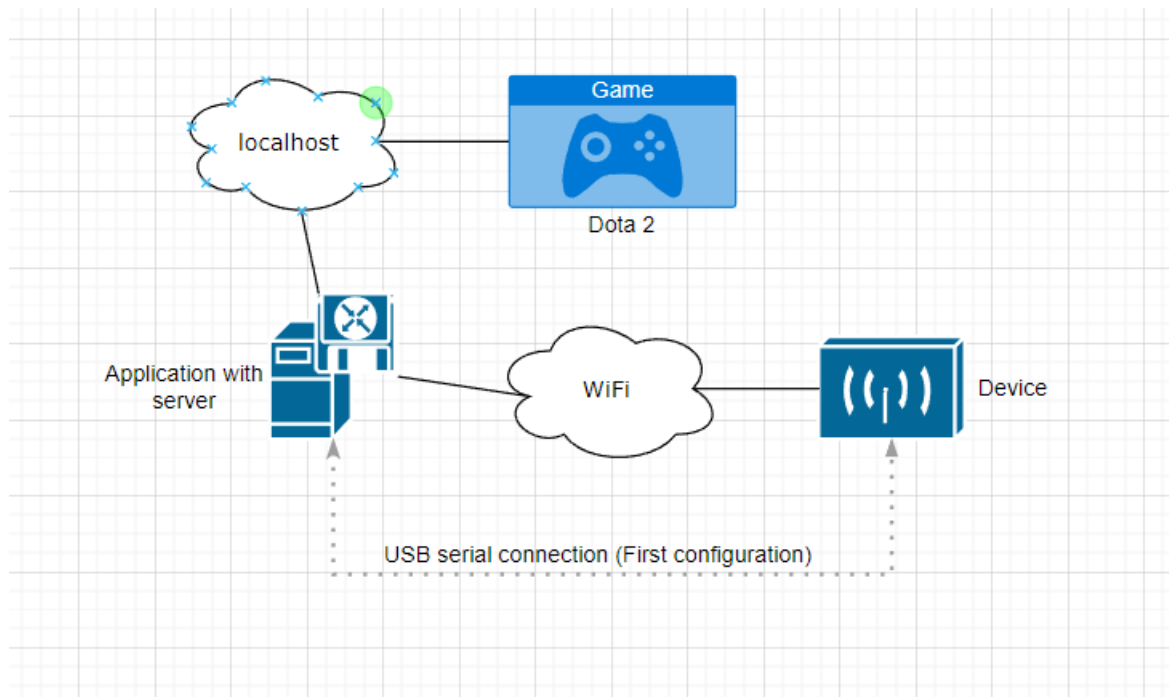 Game
localhost
Dota 2
Application with
server
WiFi
Device
USB serial connection (First configuration)